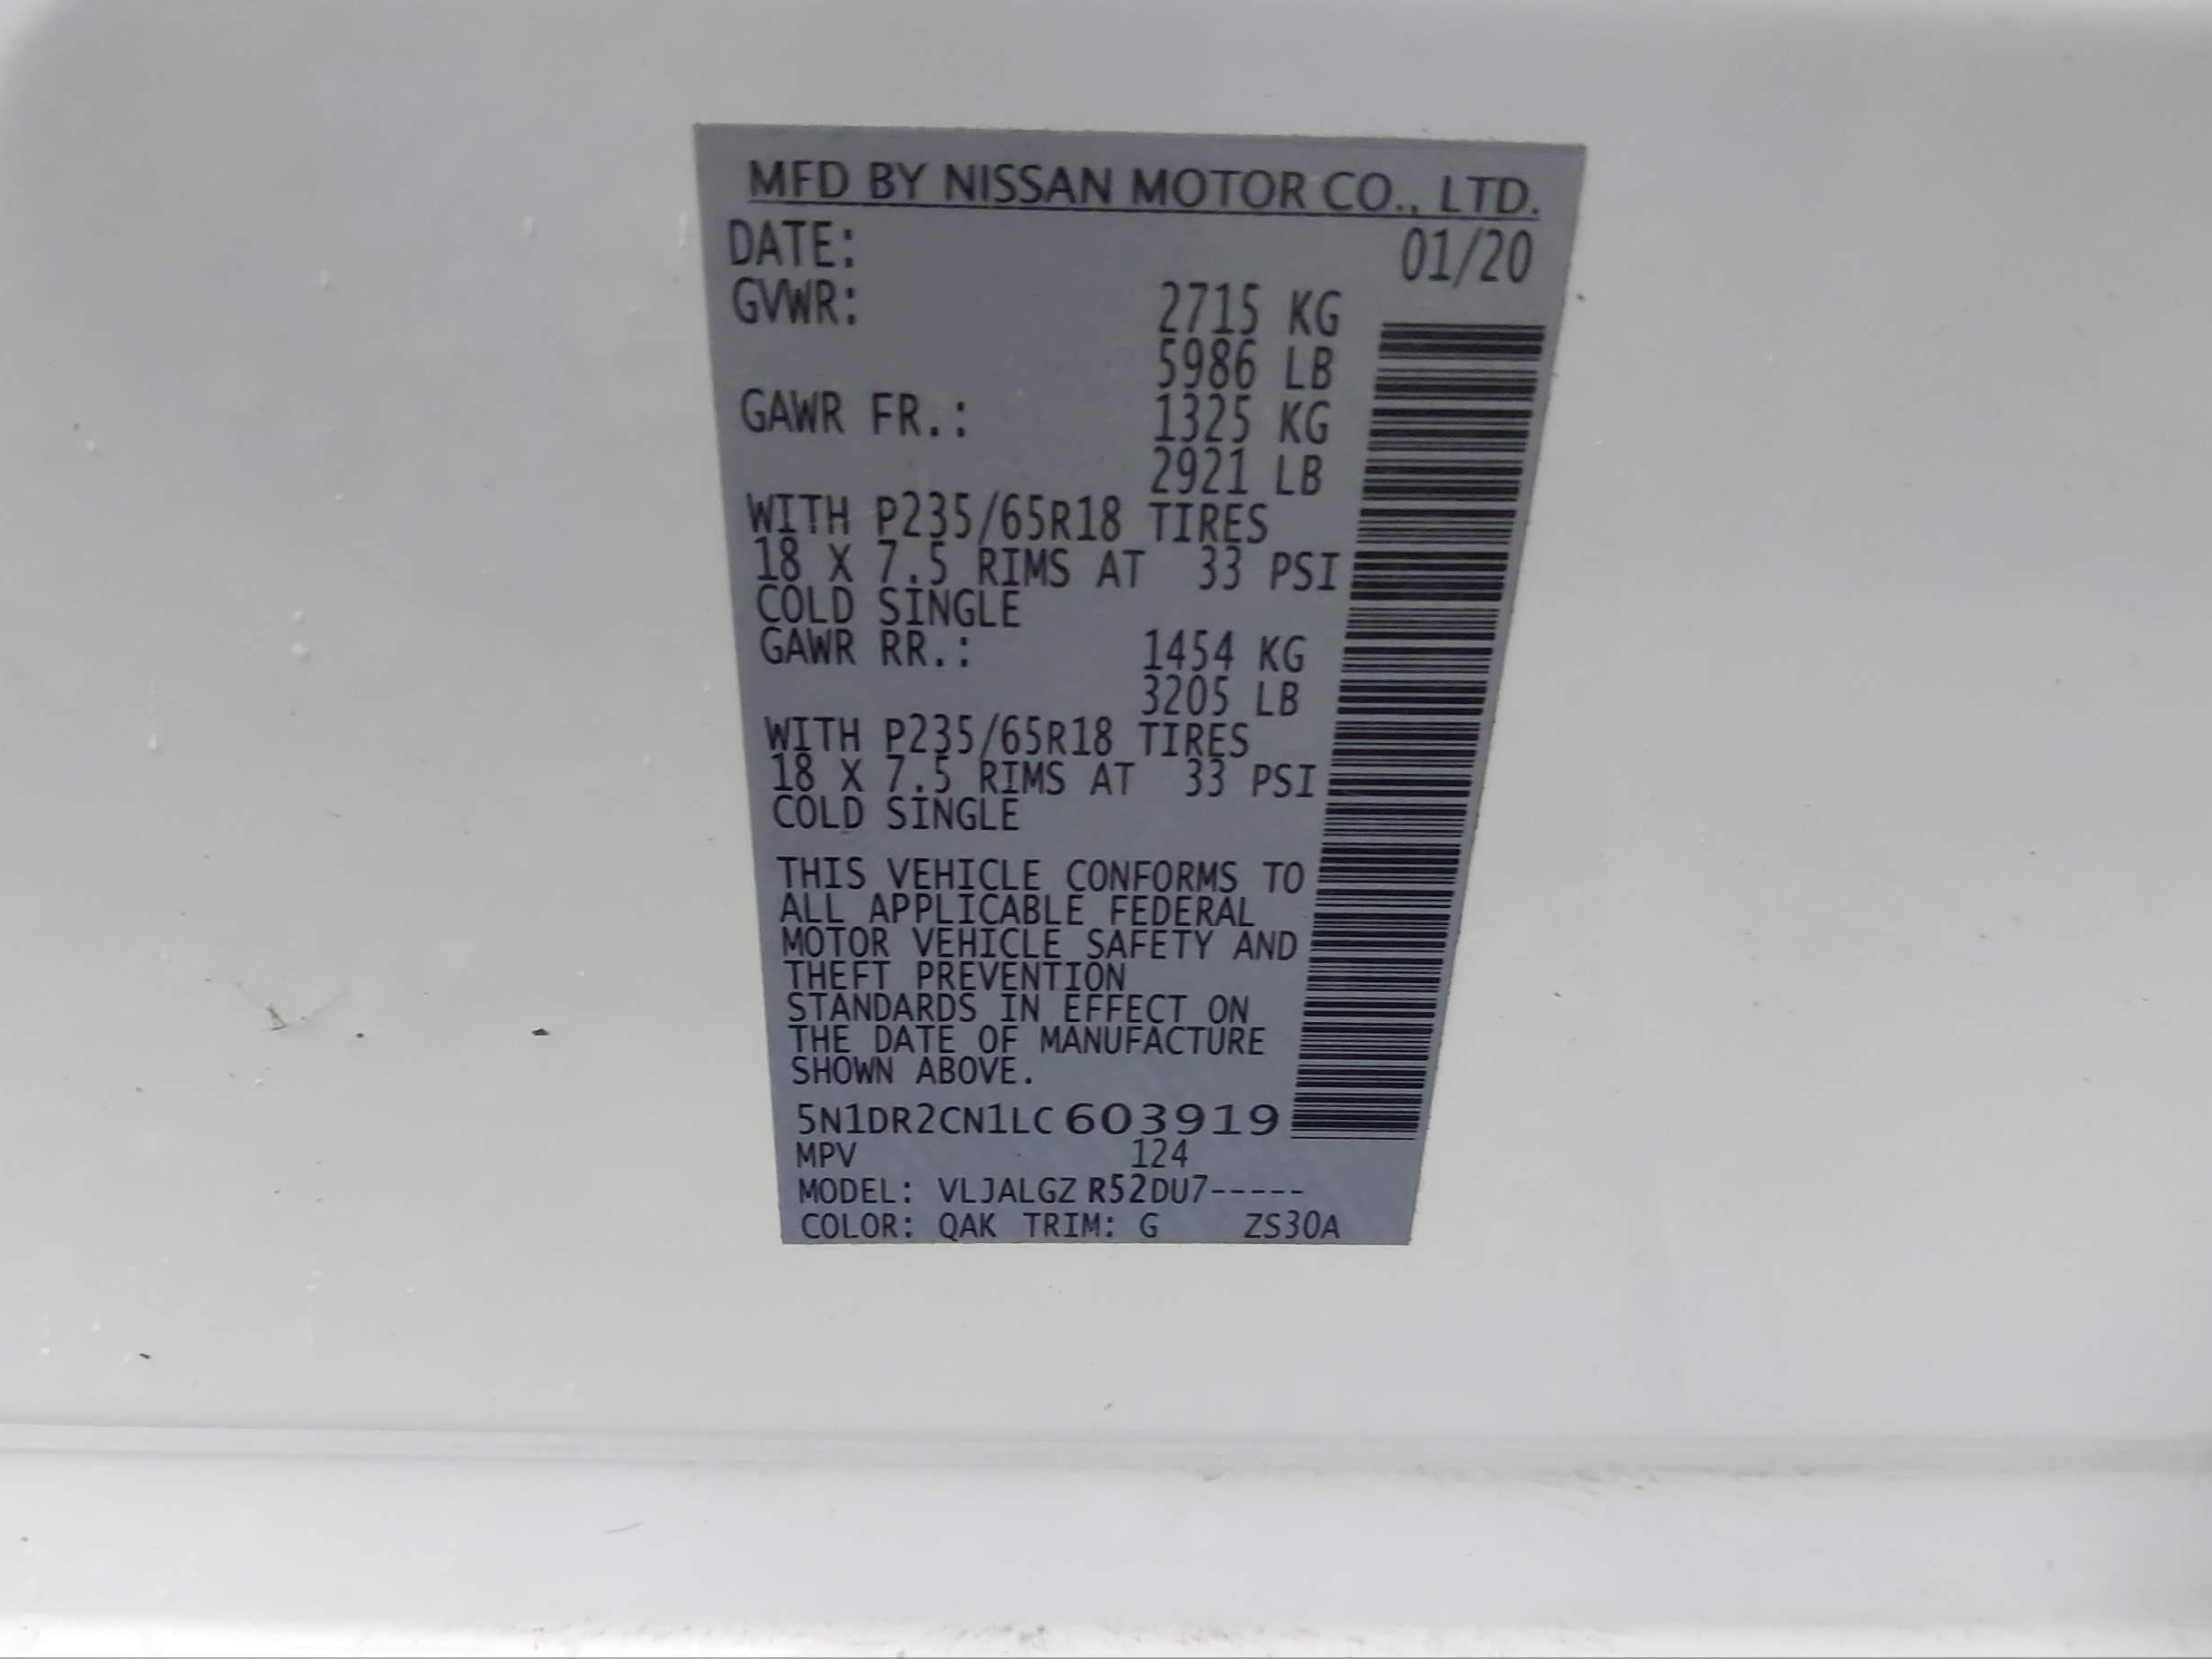 MFD BY NISSAN MOTOR CO., LTD.
DATE: 01/20
GVWR: 2715 KG
5986 LB
GAWR FR.: 1325 KG
2921 LB
WITH P235/65R18 TIRES
18 X 7.5 RIMS AT 33 PSI
COLD SINGLE
GAWR RR.: 1454 KG
3205 LB
WITH P235/65R18 TIRES
18 X 7.5 RIMS AT 33 PSI
COLD SINGLE
THIS VEHICLE CONFORMS TO
ALL APPLICABLE FEDERAL
MOTOR VEHICLE SAFETY AND
THEFT PREVENTION
STANDARDS IN EFFECT ON
THE DATE OF MANUFACTURE
SHOWN ABOVE.
5N1DR2CN1LC603919
MPV 124
MODEL: VLJALGZ R52DU7-----
COLOR: QAK TRIM: G ZS30A